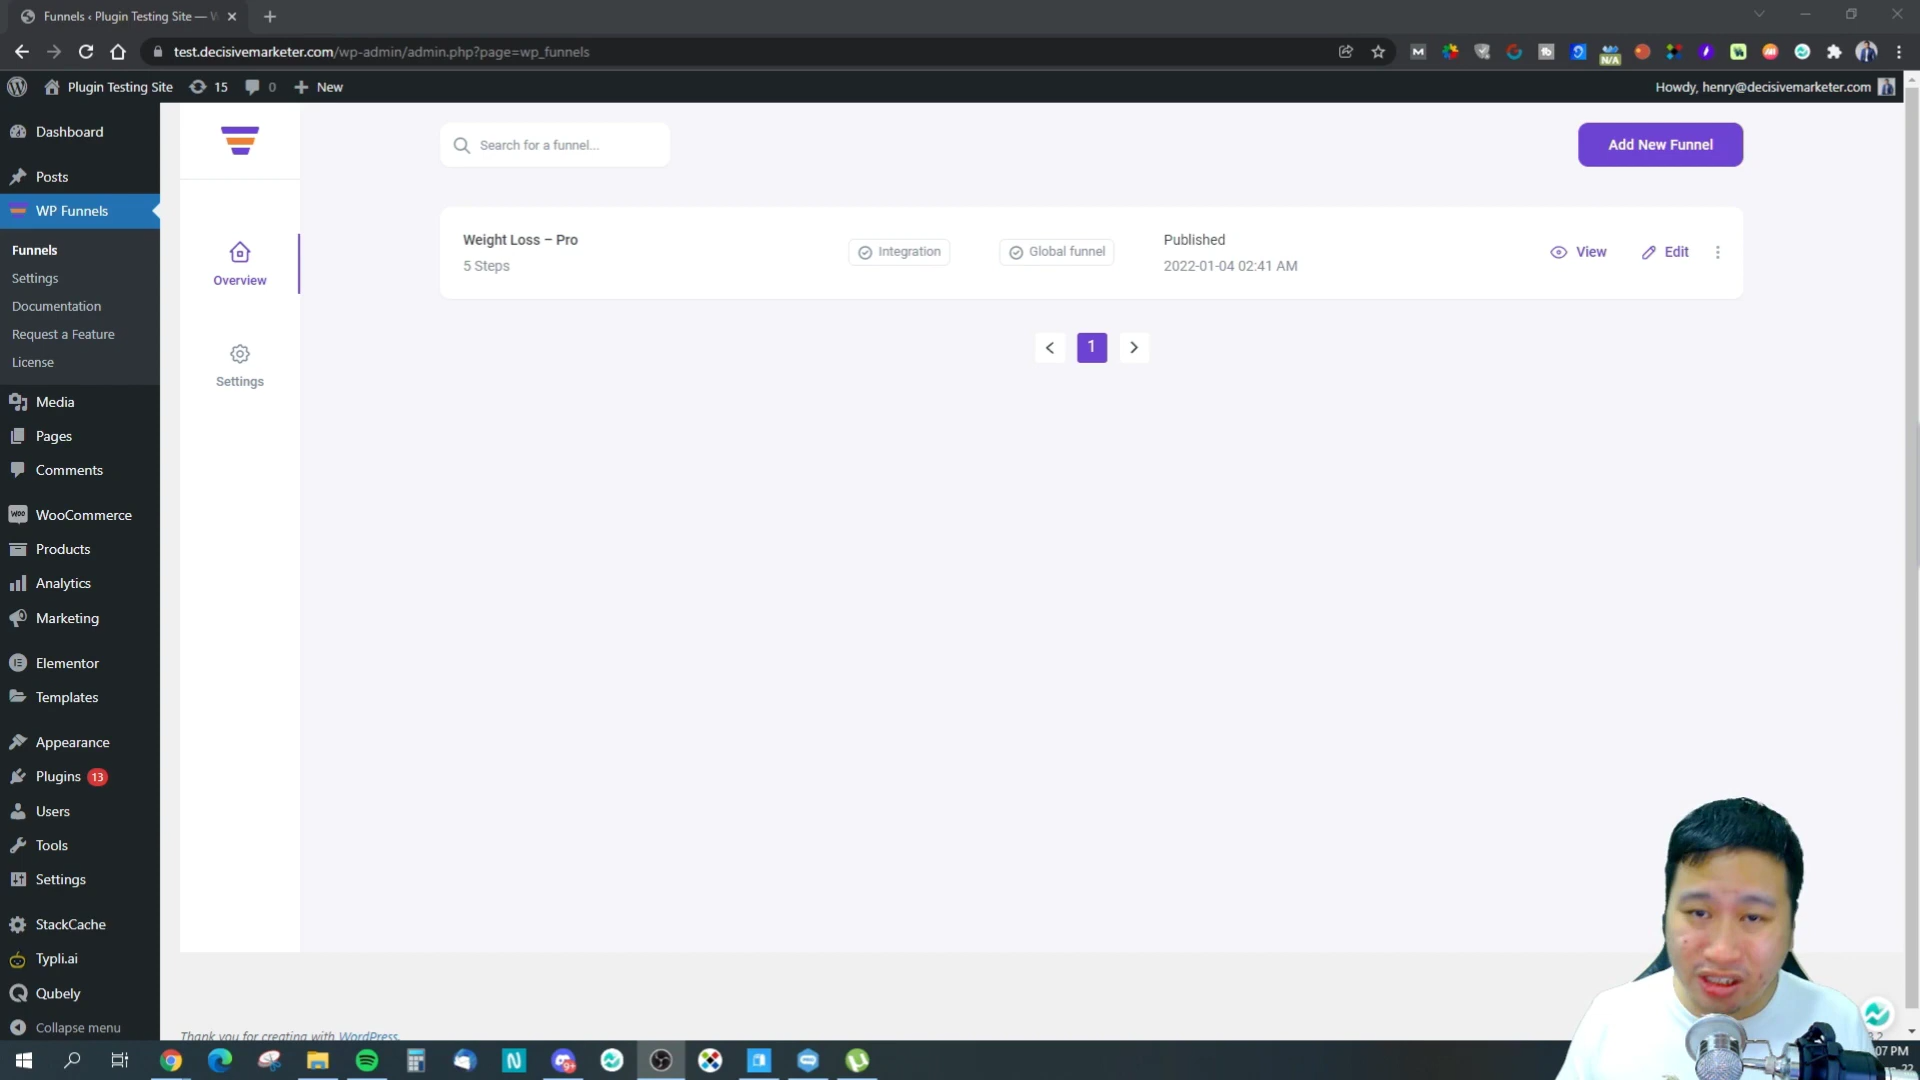 Funnels ‹ Plugin Testing Site — W
test.decisivemarketer.com/wp-admin/admin.php?page=wp_funnels
N/A
Plugin Testing Site
15
0
New
Howdy, henry@decisivemarketer.com
Dashboard
Posts
WP Funnels
Funnels
Settings
Documentation
Request a Feature
License
Media
Pages
Comments
WooCommerce
Products
Analytics
Marketing
Elementor
Templates
Appearance
Plugins 13
Users
Tools
Settings
StackCache
Typli.ai
Qubely
Collapse menu
Overview
Settings
Search for a funnel...
Add New Funnel
Weight Loss – Pro
5 Steps
Integration
Global funnel
Published
2022-01-04 02:41 AM
View
Edit
1
Thank you for creating with WordPress.
07 PM